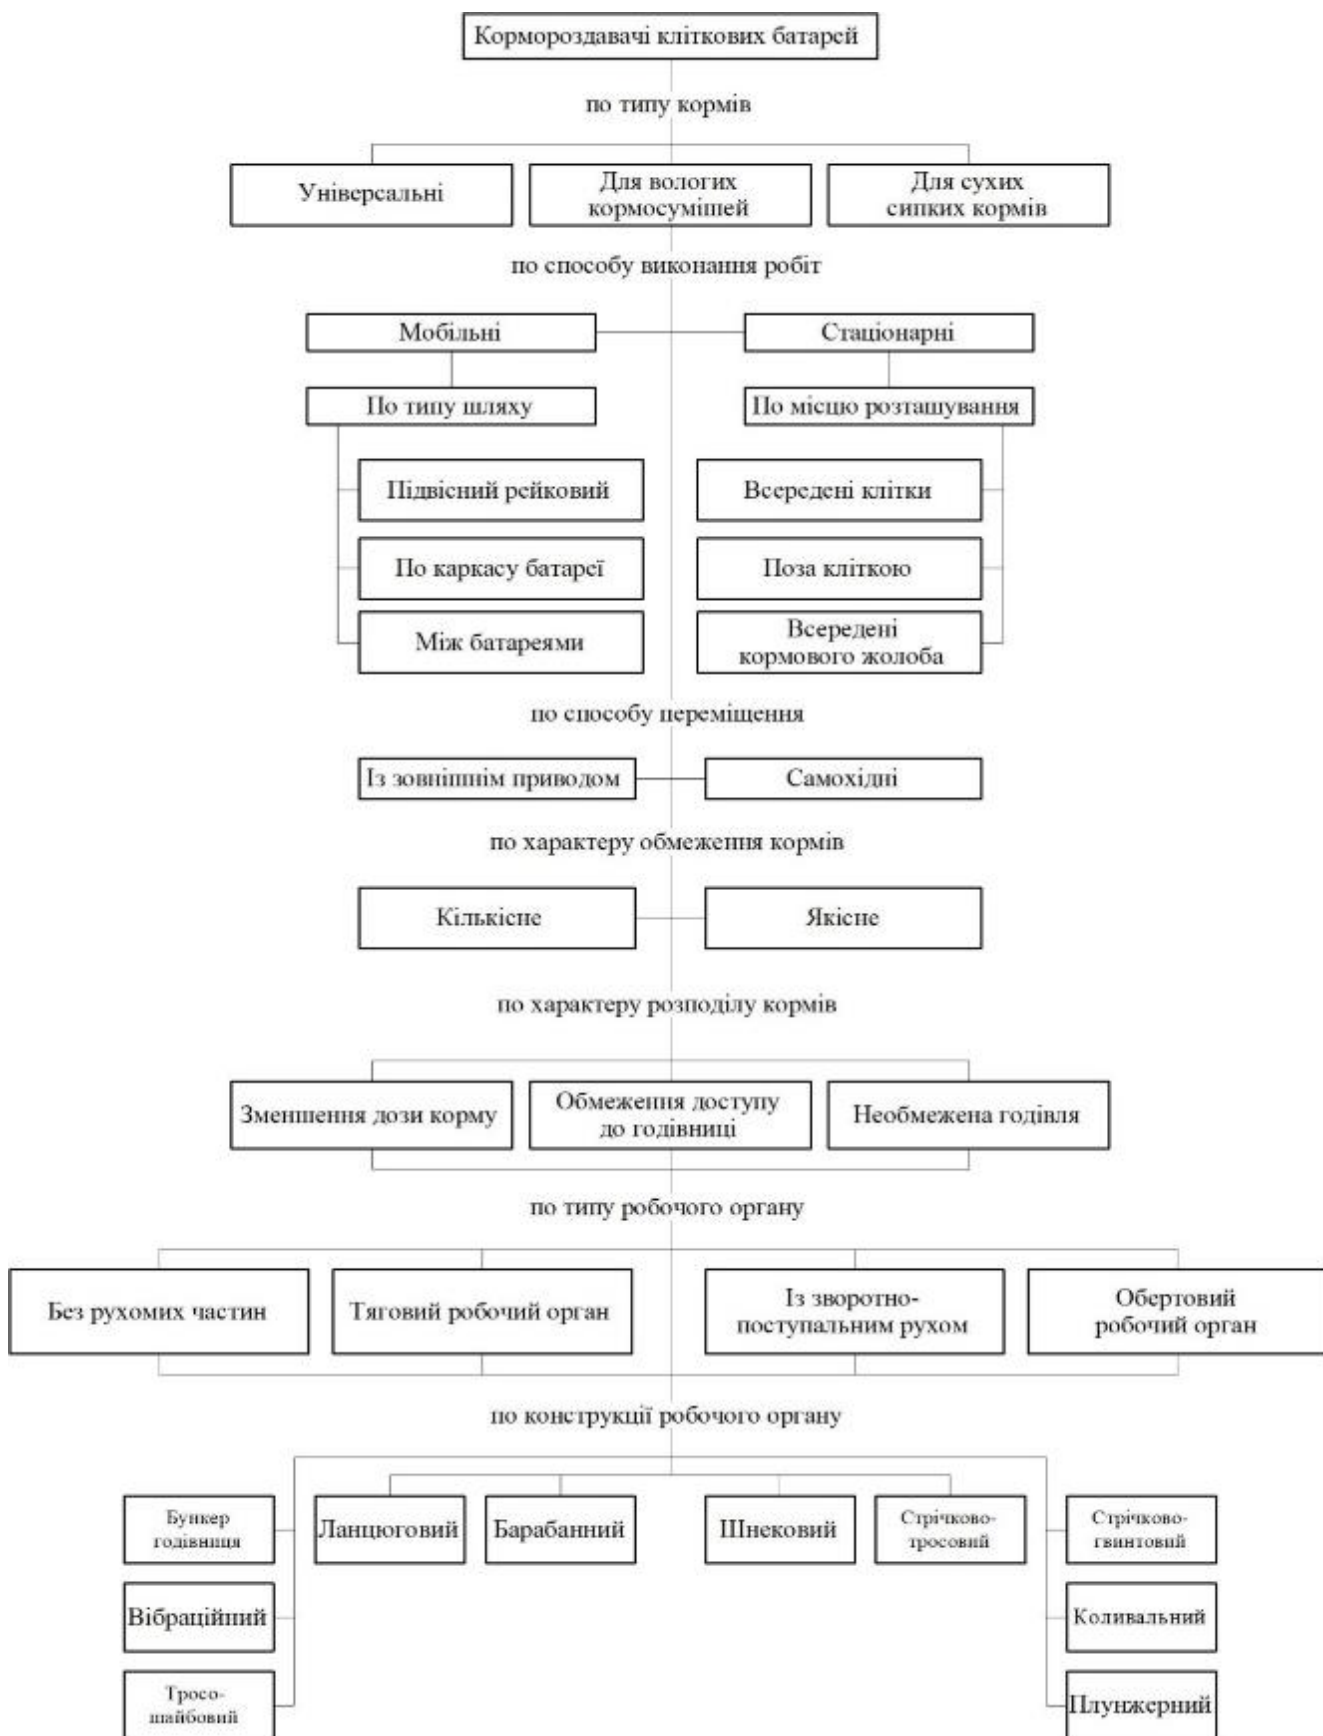 Кормороздавачі кліткових батарей
по типу кормів
Універсальні
Для вологих
кормосумішей
Для сухих
сипких кормів
по способу виконання робіт
Мобільні
Стаціонарні
По типу шляху
По місцю розташування
Підвісний рейковий
Всередені клітки
По каркасу батареї
Поза кліткою
Між батареями
Всередені
кормового жолоба
по способу переміщення
Із зовнішнім приводом
Самохідні
по характеру обмеження кормів
Кількісне
Якісне
по характеру розподілу кормів
Зменшення дози корму
Обмеження доступу
до годівниці
Необмежена годівля
по типу робочого органу
Без рухомих частин
Тяговий робочий орган
Із зворотно-
поступальним рухом
Обертовий
робочий орган
по конструкції робочого органу
Бункер
годівниця
Ланцюговий
Барабанний
Шнековий
Стрічково-
тросовий
Стрічково-
гвинтовий
Вібраційний
Коливальний
Тросо-
шайбовий
Плунжерний